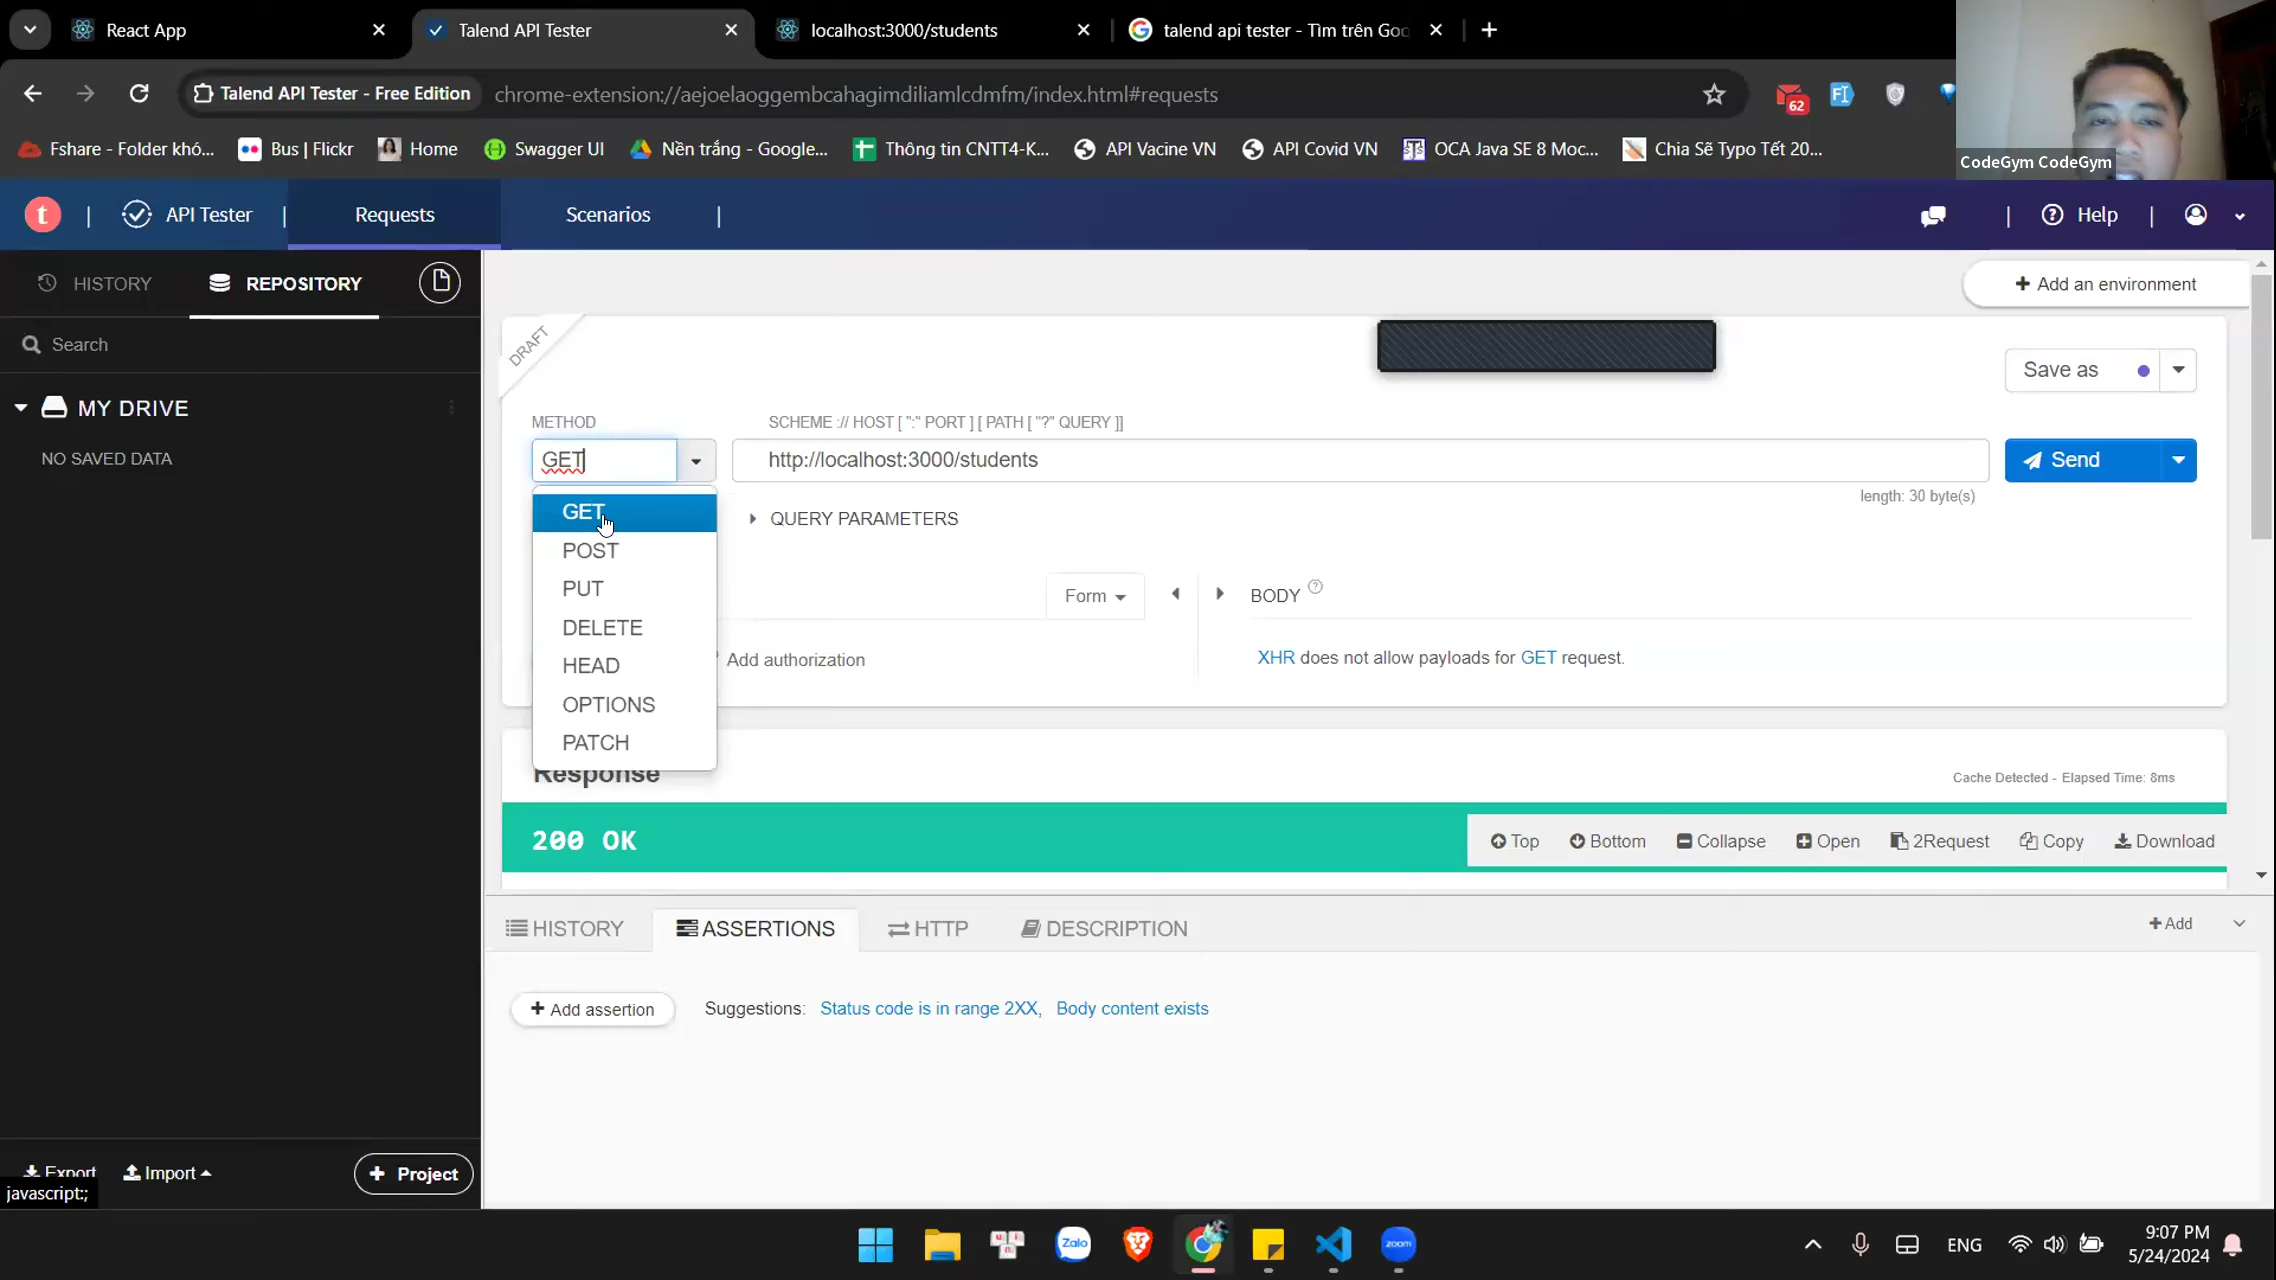 React App
Talend API Tester
localhost:3000/students
talend api tester - Tìm trên Goo
Talend API Tester - Free Edition
chrome-extension://aejoelaoggembcahagimdiliamlcdmfm/index.html#requests
62
CodeGym CodeGym
Fshare - Folder khó...
Bus | Flickr
Home
Swagger UI
Nền trắng - Google...
Thông tin CNTT4-K...
API Vacine VN
API Covid VN
OCA Java SE 8 Moc...
Chia Sẽ Typo Tết 20...
t
API Tester
Requests
Scenarios
Help
HISTORY
REPOSITORY
Add an environment
Search
DRAFT
Save as
MY DRIVE
NO SAVED DATA
METHOD
SCHEME :// HOST [ ":" PORT ] [ PATH [ "?" QUERY ]]
GET
http://localhost:3000/students
Send
length: 30 byte(s)
GET
POST
PUT
DELETE
HEAD
OPTIONS
PATCH
QUERY PARAMETERS
Form
BODY
Add authorization
XHR does not allow payloads for GET request.
Response
Cache Detected - Elapsed Time: 8ms
200 OK
Top
Bottom
Collapse
Open
2Request
Copy
Download
HISTORY
ASSERTIONS
HTTP
DESCRIPTION
Add
Add assertion
Suggestions: Status code is in range 2XX, Body content exists
Export
Import
Project
javascript:;
Zalo
zoom
ENG
9:07 PM
5/24/2024